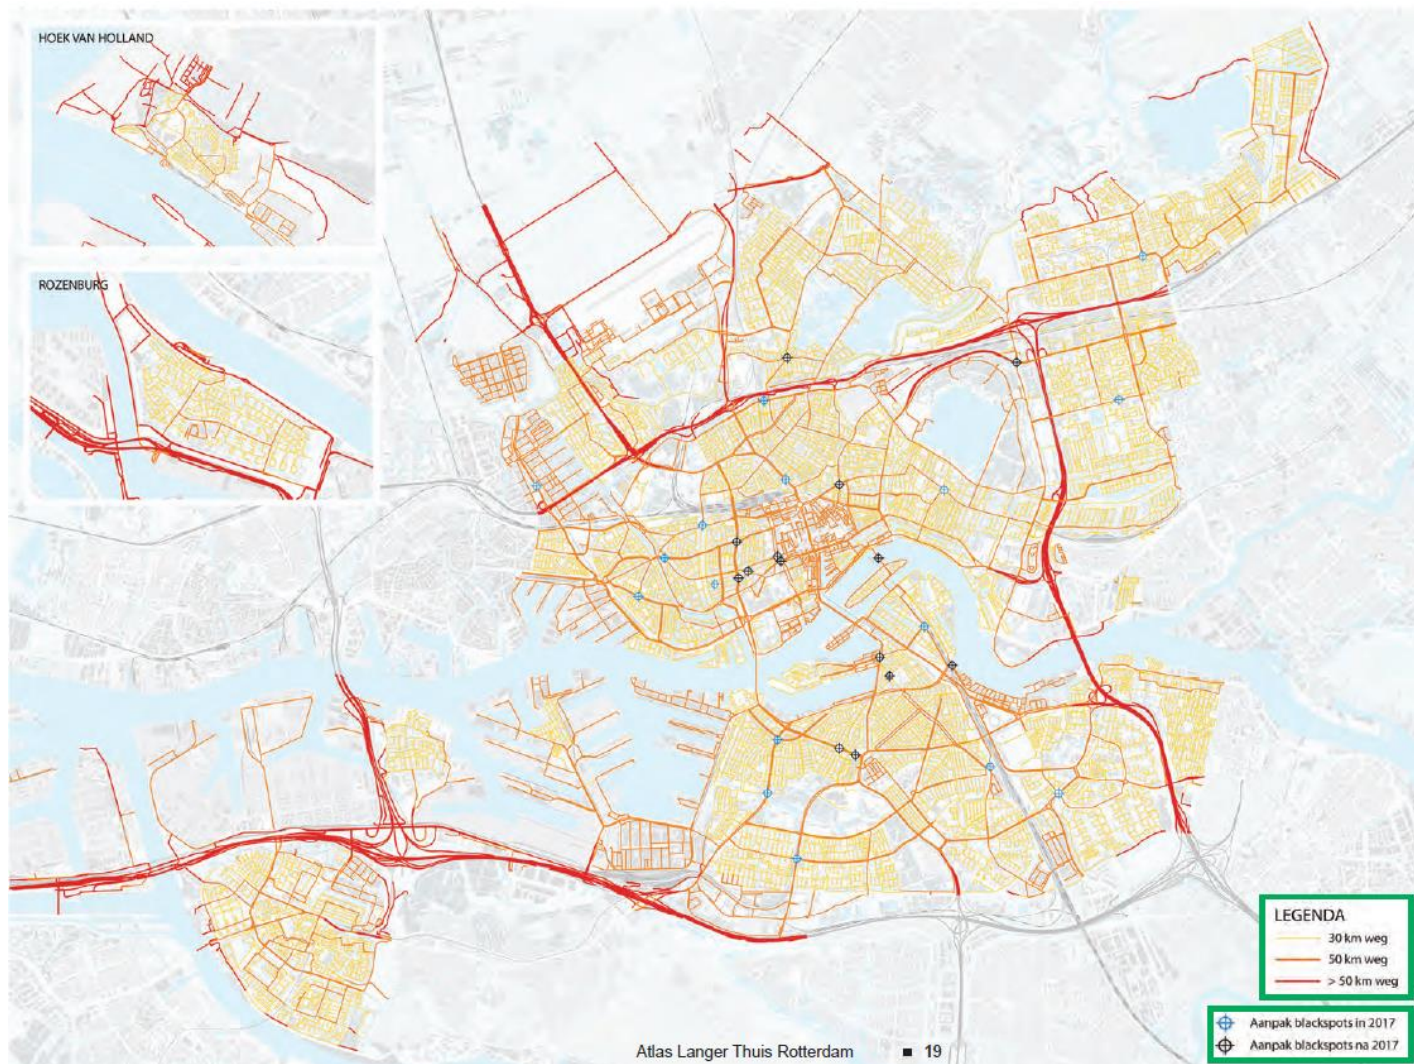 HOEK VAN HOLLAND
ROZENBURG
LEGENDA
30 km weg
50 km weg
> 50 km weg
Aanpak blackspots in 2017
Aanpak blackspots na 2017
Atlas Langer Thuis Rotterdam ■ 19